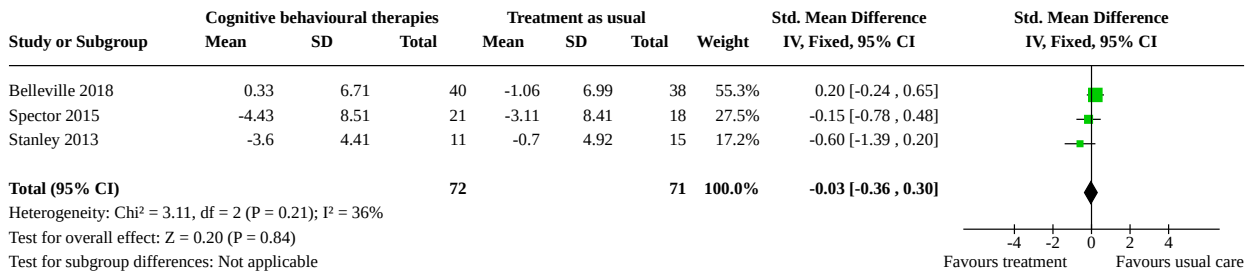 Cognitive behavioural therapies Treatment as usual Std. Mean Difference Std. Mean Difference
Study or Subgroup Mean SD Total Mean SD Total Weight IV, Fixed, 95% CI IV, Fixed, 95% CI
Belleville 2018 0.33 6.71 40 -1.06 6.99 38 55.3% 0.20 [-0.24 , 0.65]
Spector 2015 -4.43 8.51 21 -3.11 8.41 18 27.5% -0.15 [-0.78 , 0.48]
Stanley 2013 -3.6 4.41 11 -0.7 4.92 15 17.2% -0.60 [-1.39 , 0.20]
Total (95% CI) 72 71 100.0% -0.03 [-0.36 , 0.30]
Heterogeneity: Chi² = 3.11, df = 2 (P = 0.21); I² = 36%
Test for overall effect: Z = 0.20 (P = 0.84) -4 -2 0 2 4
Test for subgroup differences: Not applicable Favours treatment Favours usual care